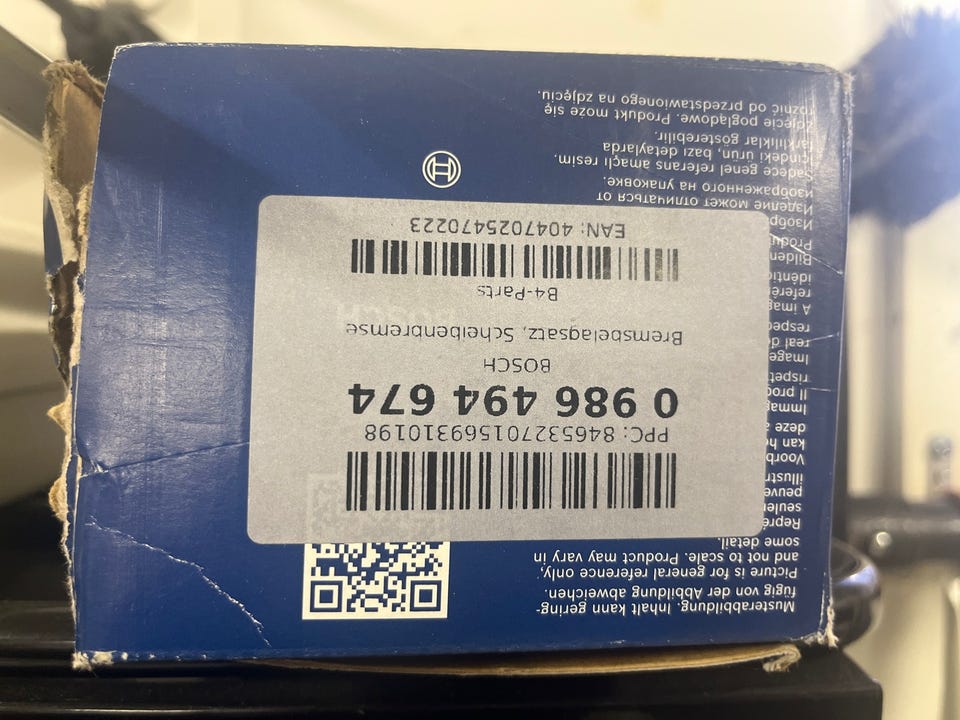 Musterabbildung. Inhalt kann gering-
fügig von der Abbildung abweichen.
Picture is for general reference only,
and not to scale. Product may vary in
some detail.
PPC: 846532701569310198
0 986 494 674
BOSCH
Bremsbelagsatz, Scheibenbremse
B4-Parts
EAN: 4047025470223
Изделие может отличаться от
изображенного на упаковке.
Sadece genel referans amaçlı resim.
İçindeki ürün, bazı detaylarda
farklılıklar gösterebilir.
Zdjęcie poglądowe. Produkt może się
różnić od przedstawionego na zdjęciu.